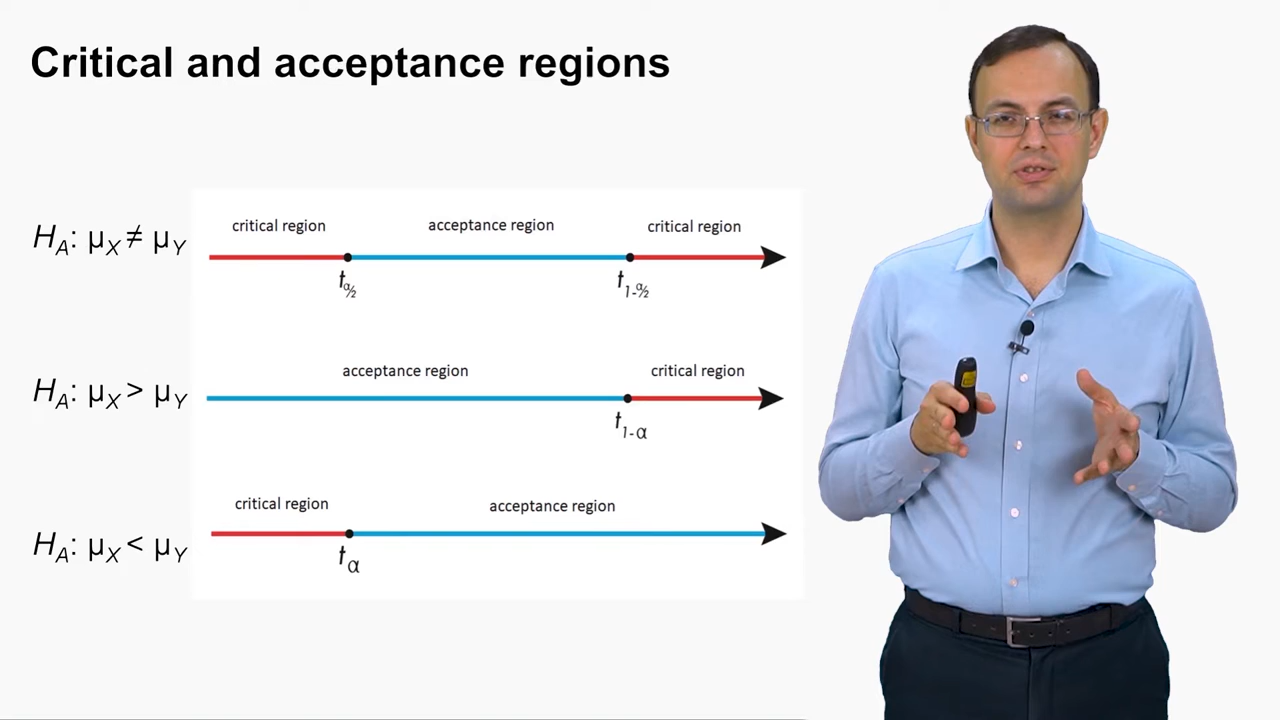 Critical and acceptance regions
H_A: μ_X ≠ μ_Y
critical region acceptance region critical region
t_α/2 t_1-α/2
H_A: μ_X > μ_Y
acceptance region critical region
t_1-α
H_A: μ_X < μ_Y
critical region acceptance region
t_α